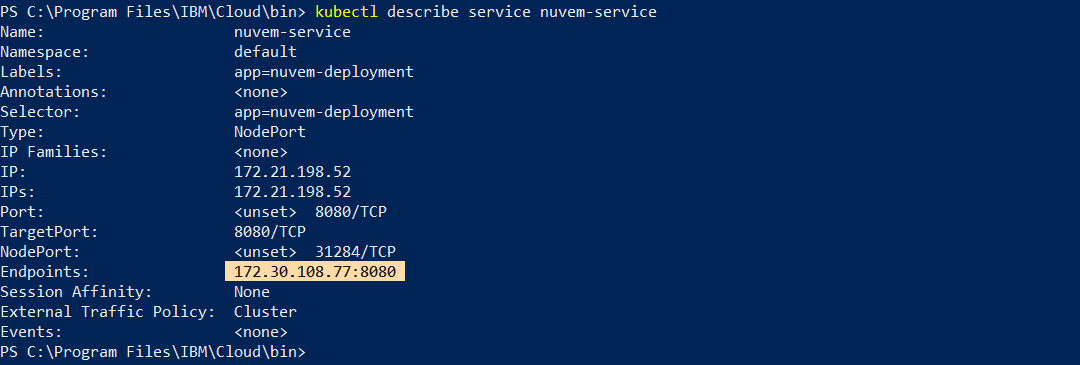 PS C:\Program Files\IBM\Cloud\bin> kubectl describe service nuvem-service
Name:                     nuvem-service
Namespace:                default
Labels:                   app=nuvem-deployment
Annotations:              <none>
Selector:                 app=nuvem-deployment
Type:                     NodePort
IP Families:              <none>
IP:                       172.21.198.52
IPs:                      172.21.198.52
Port:                     <unset>  8080/TCP
TargetPort:               8080/TCP
NodePort:                 <unset>  31284/TCP
Endpoints:                172.30.108.77:8080
Session Affinity:         None
External Traffic Policy:  Cluster
Events:                   <none>
PS C:\Program Files\IBM\Cloud\bin>